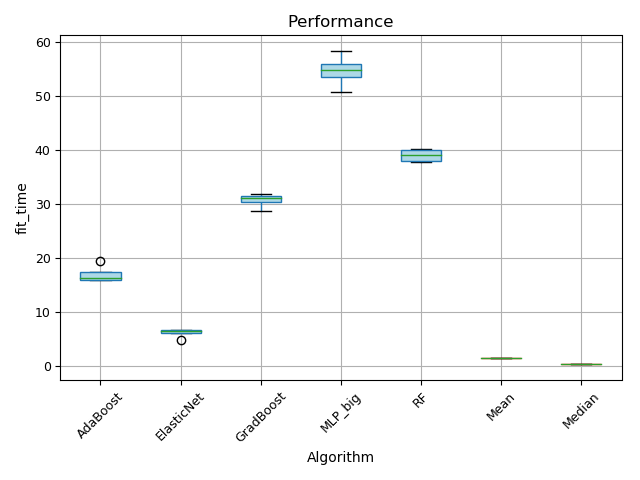 Performance
60
50
40
30
20
10
0
fit_time
AdaBoost
ElasticNet
GradBoost
MLP_big
RF
Mean
Median
Algorithm